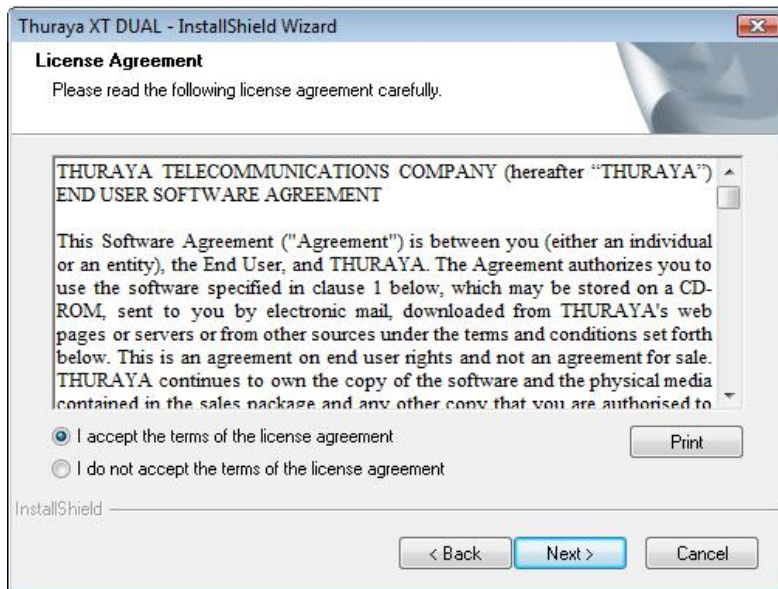 Thuraya XT DUAL - InstallShield Wizard
License Agreement
Please read the following license agreement carefully.
THURAYA TELECOMMUNICATIONS COMPANY (hereafter “THURAYA”)
END USER SOFTWARE AGREEMENT
This Software Agreement ("Agreement") is between you (either an individual
or an entity), the End User, and THURAYA. The Agreement authorizes you to
use the software specified in clause 1 below, which may be stored on a CD-
ROM, sent to you by electronic mail, downloaded from THURAYA's web
pages or servers or from other sources under the terms and conditions set forth
below. This is an agreement on end user rights and not an agreement for sale.
THURAYA continues to own the copy of the software and the physical media
contained in the sales package and any other copy that you are authorised to
I accept the terms of the license agreement
Print
I do not accept the terms of the license agreement
InstallShield
< Back
Next >
Cancel